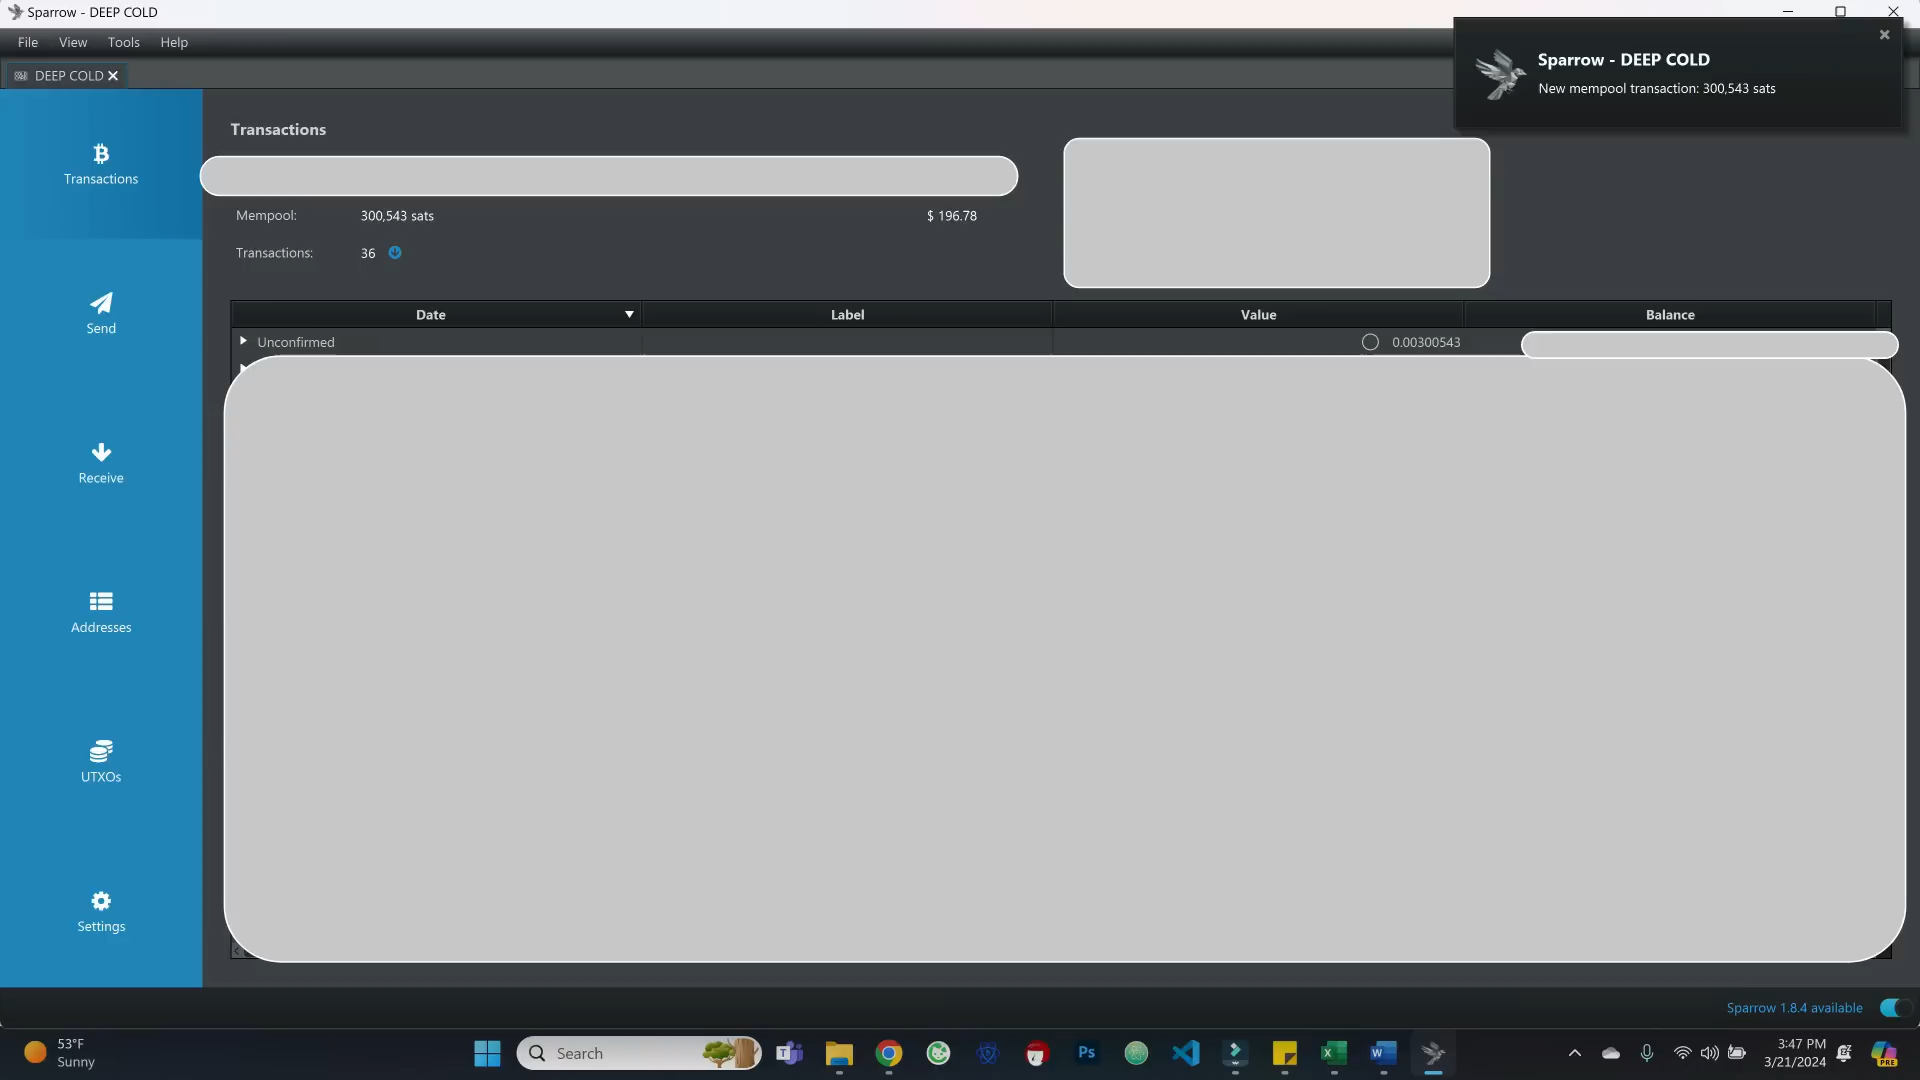 Sparrow - DEEP COLD
File View Tools Help
DEEP COLD
Sparrow - DEEP COLD
New mempool transaction: 300,543 sats
Transactions
Send
Receive
Addresses
UTXOs
Settings
Transactions
Mempool: 300,543 sats $ 196.78
Transactions: 36
Date Label Value Balance
Unconfirmed 0.00300543
Sparrow 1.8.4 available
53°F
Sunny
Search
Ps
3:47 PM
3/21/2024
PRE